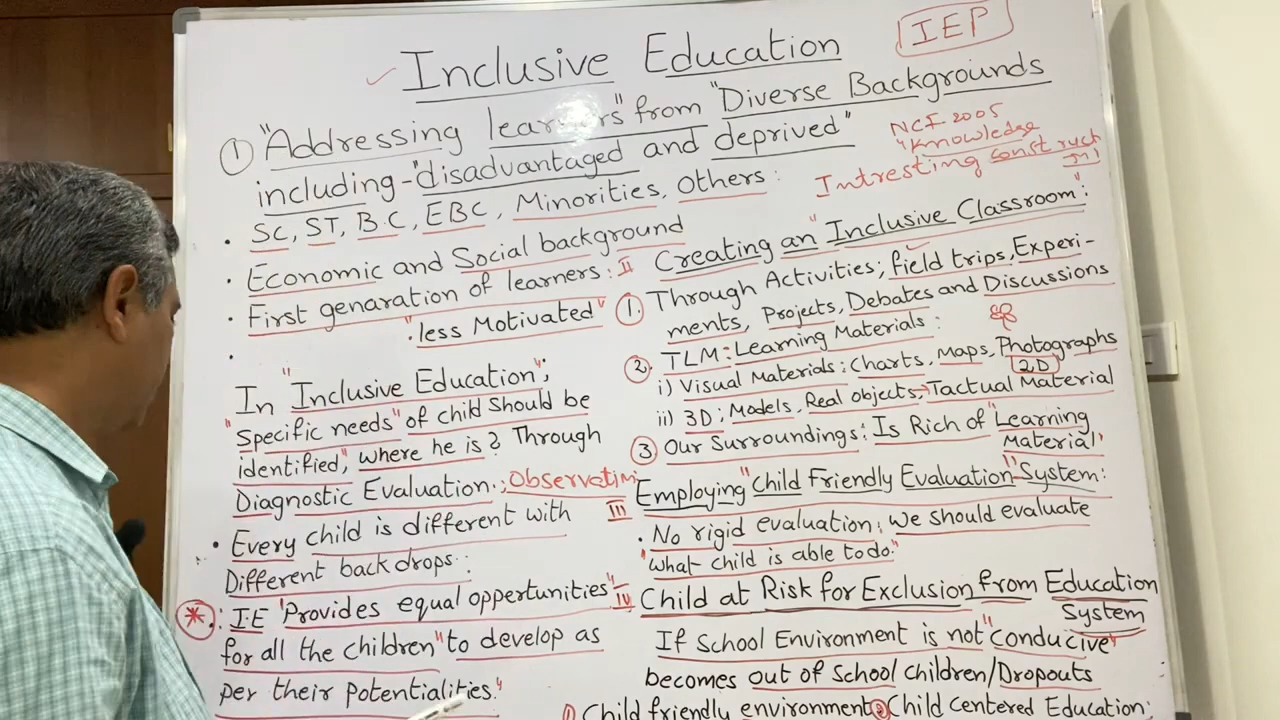 Inclusive Education
IEP
① "Addressing learners" from "Diverse Backgrounds
including-"disadvantaged and deprived"
· SC, ST, B.C, EBC, Minorities, Others:
· Economic and Social background
· First genaration of learners:
"less Motivated"
In "Inclusive Education";
"Specific needs" of child should be
identified, where he is? Through
Diagnostic Evaluation.; Observation
· Every child is different with
Different backdrops:
* : I.E "Provides equal opportunities"
for all the children" to develop as
per their potentialities."
NCF 2005
"Knowledge
Intresting construct
II Creating an "Inclusive Classroom":
①. Through Activities; field trips, Experi-
ments, Projects, Debates and Discussions
②. TLM: Learning Materials:
i) Visual Materials: Charts, Maps, Photographs
2D
ii) 3D: Models, Real objects, Tactual Material
③ Our Surroundings: Is Rich of "Learning
Material"
III Employing "Child Friendly Evaluation" System:
· No rigid evaluation; we should evaluate
"What child is able to do."
IV Child at Risk for Exclusion from Education
System
If School Environment is not "conducive"
becomes out of school children/Dropouts
① Child friendly environment ② Child centered Education: